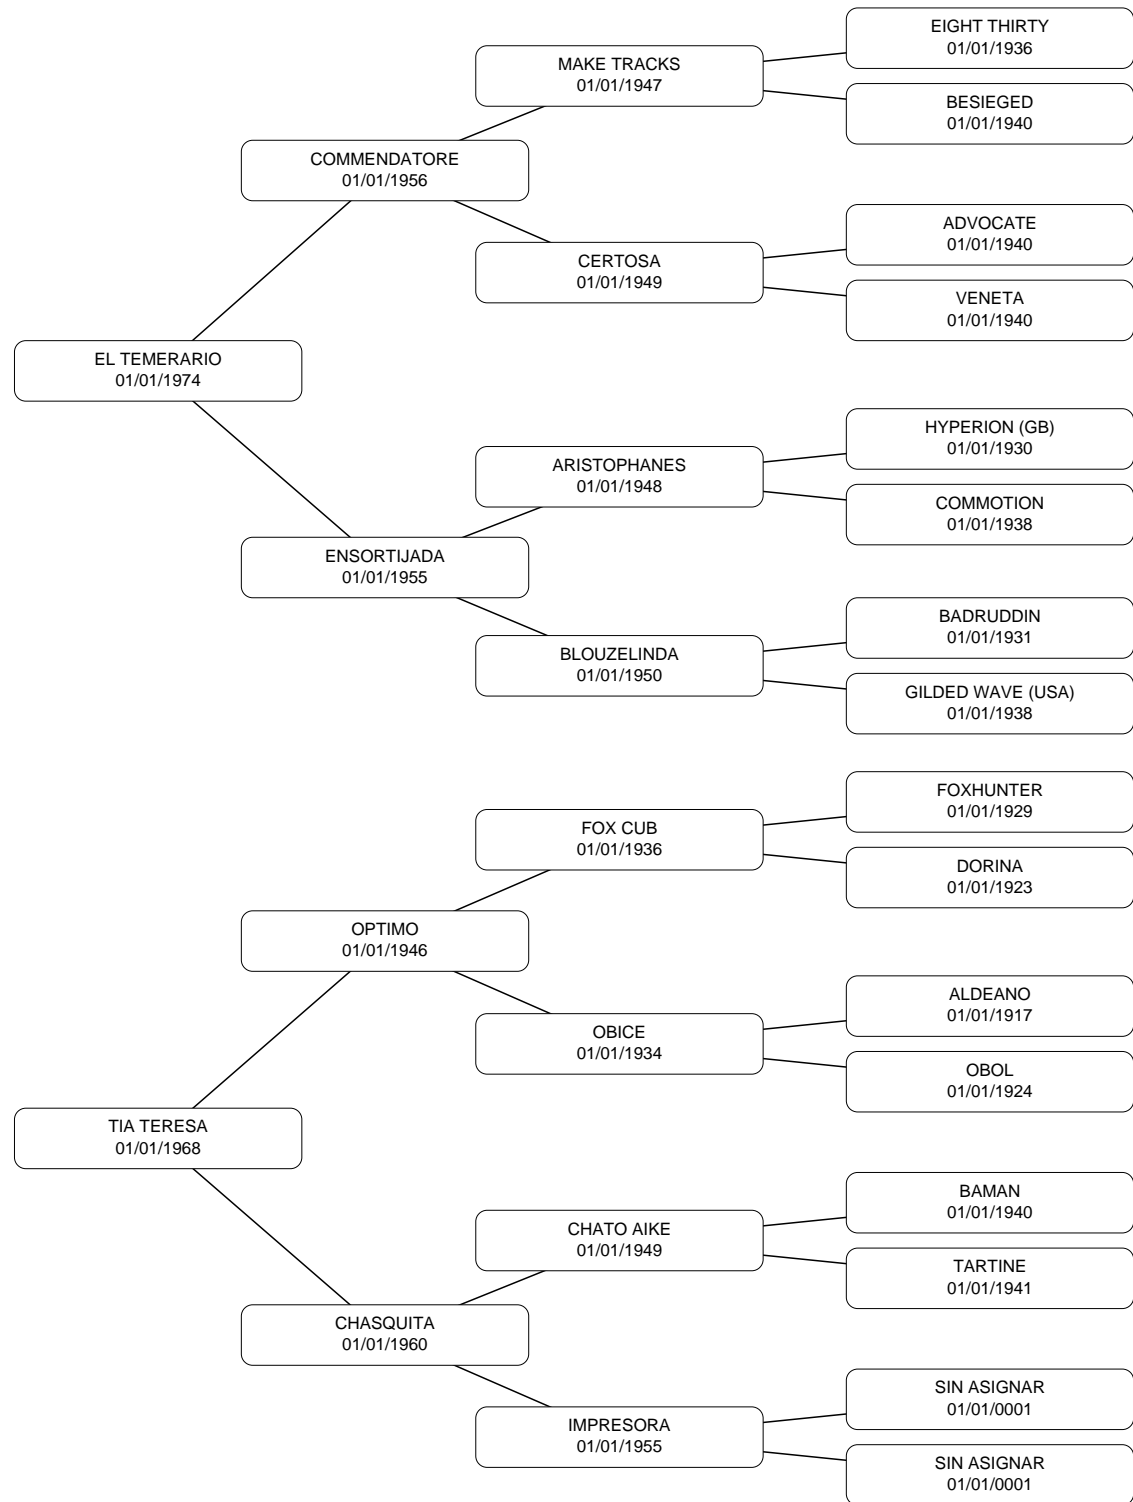 EIGHT THIRTY
01/01/1936
MAKE TRACKS
01/01/1947
BESIEGED
01/01/1940
COMMENDATORE
01/01/1956
ADVOCATE
01/01/1940
CERTOSA
01/01/1949
VENETA
01/01/1940
EL TEMERARIO
01/01/1974
HYPERION (GB)
01/01/1930
ARISTOPHANES
01/01/1948
COMMOTION
01/01/1938
ENSORTIJADA
01/01/1955
BADRUDDIN
01/01/1931
BLOUZELINDA
01/01/1950
GILDED WAVE (USA)
01/01/1938
FOXHUNTER
01/01/1929
FOX CUB
01/01/1936
DORINA
01/01/1923
OPTIMO
01/01/1946
ALDEANO
01/01/1917
OBICE
01/01/1934
OBOL
01/01/1924
TIA TERESA
01/01/1968
BAMAN
01/01/1940
CHATO AIKE
01/01/1949
TARTINE
01/01/1941
CHASQUITA
01/01/1960
SIN ASIGNAR
01/01/0001
IMPRESORA
01/01/1955
SIN ASIGNAR
01/01/0001